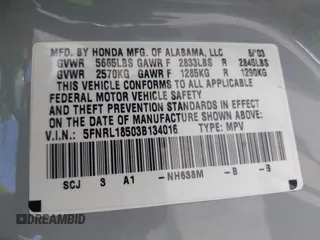 MFD. BY HONDA MFG. OF ALABAMA, LLC 5/03
GVWR 5665LBS GAWR F 2833LBS R 2845LBS
GVWR 2570KG GAWR F 1285KG R 1290KG
THIS VEHICLE CONFORMS TO ALL APPLICABLE
FEDERAL MOTOR VEHICLE SAFETY AND
THEFT PREVENTION STANDARDS IN EFFECT ON
THE DATE OF MANUFACTURE SHOWN ABOVE.
V.I.N: 5FNRL18503B134016 TYPE: MPV
SCJ 3 A1 -NH638M -B -B
DREAMBID